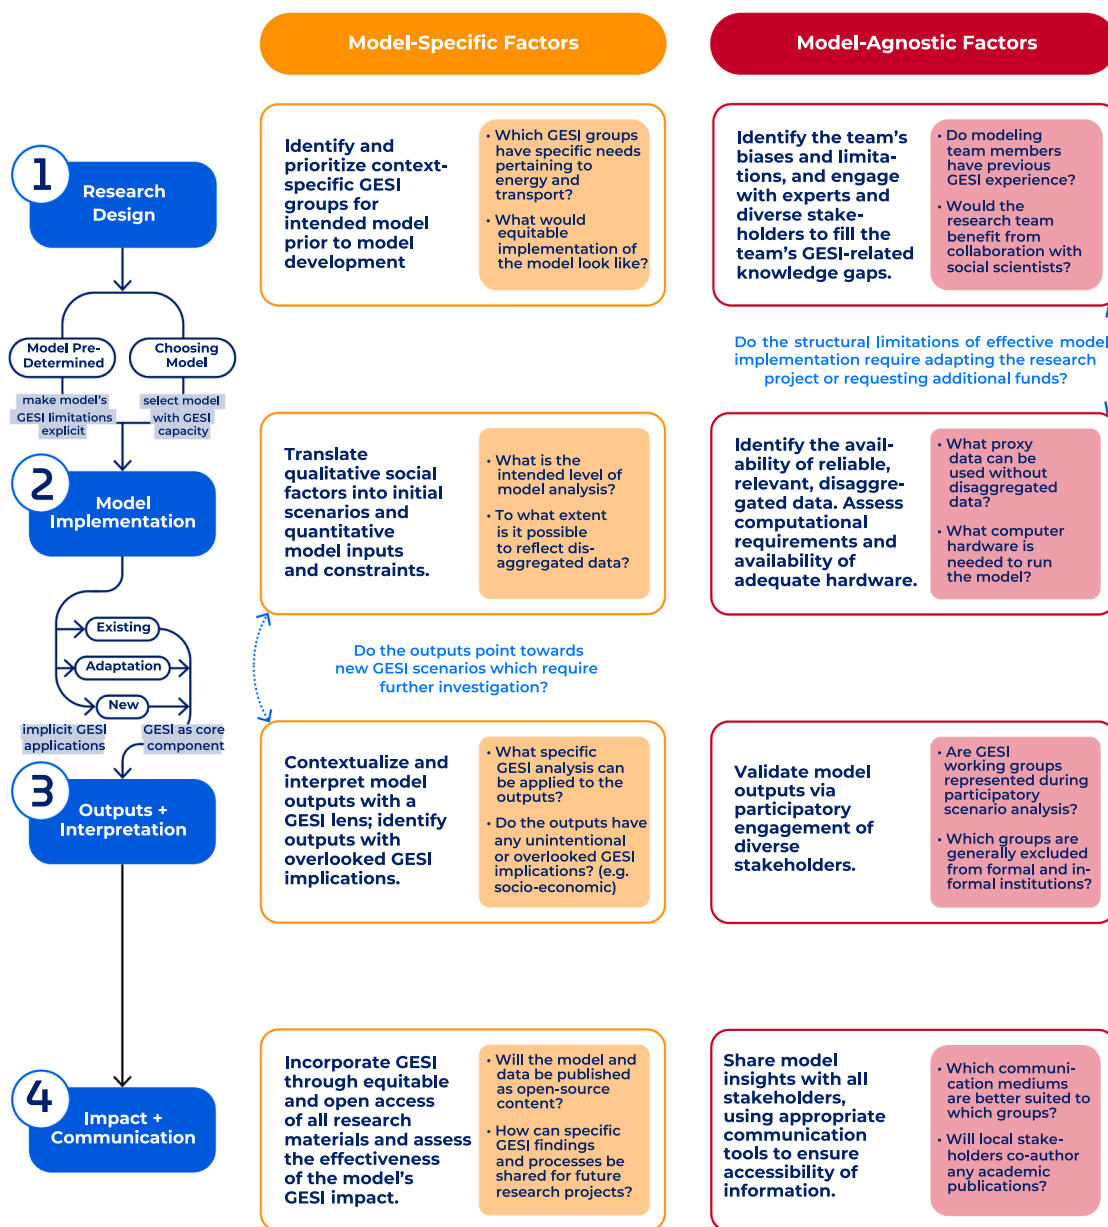 Model-Specific Factors
Model-Agnostic Factors
1
Research
Design
Identify and
prioritize context-
specific GESI
groups for
intended model
prior to model
development
• Which GESI groups
have specific needs
pertaining to
energy and
transport?
• What would
equitable
implementation of
the model look like?
Identify the team's
biases and limita-
tions, and engage
with experts and
diverse stake-
holders to fill the
team's GESI-related
knowledge gaps.
• Do modeling
team members
have previous
GESI experience?
• Would the
research team
benefit from
collaboration with
social scientists?
Model Pre-
Determined
Choosing
Model
make model's
GESI limitations
explicit
select model
with GESI
capacity
Do the structural limitations of effective model
implementation require adapting the research
project or requesting additional funds?
2
Model
Implementation
Translate
qualitative social
factors into initial
scenarios and
quantitative
model inputs
and constraints.
• What is the
intended level of
model analysis?
• To what extent
is it possible
to reflect dis-
aggregated data?
Identify the avail-
ability of reliable,
relevant, disaggre-
gated data. Assess
computational
requirements and
availability of
adequate hardware.
• What proxy
data can be
used without
disaggregated
data?
• What computer
hardware is
needed to run
the model?
Existing
Adaptation
New
implicit GESI
applications
GESI as core
component
Do the outputs point towards
new GESI scenarios which require
further investigation?
3
Outputs +
Interpretation
Contextualize and
interpret model
outputs with a
GESI lens; identify
outputs with
overlooked GESI
implications.
• What specific
GESI analysis can
be applied to the
outputs?
• Do the outputs have
any unintentional
or overlooked GESI
implications? (e.g.
socio-economic)
Validate model
outputs via
participatory
engagement of
diverse
stakeholders.
• Are GESI
working groups
represented during
participatory
scenario analysis?
• Which groups are
generally excluded
from formal and in-
formal institutions?
4
Impact +
Communication
Incorporate GESI
through equitable
and open access
of all research
materials and assess
the effectiveness
of the model's
GESI impact.
• Will the model and
data be published
as open-source
content?
• How can specific
GESI findings
and processes be
shared for future
research projects?
Share model
insights with all
stakeholders,
using appropriate
communication
tools to ensure
accessibility of
information.
• Which communi-
cation mediums
are better suited to
which groups?
• Will local stake-
holders co-author
any academic
publications?